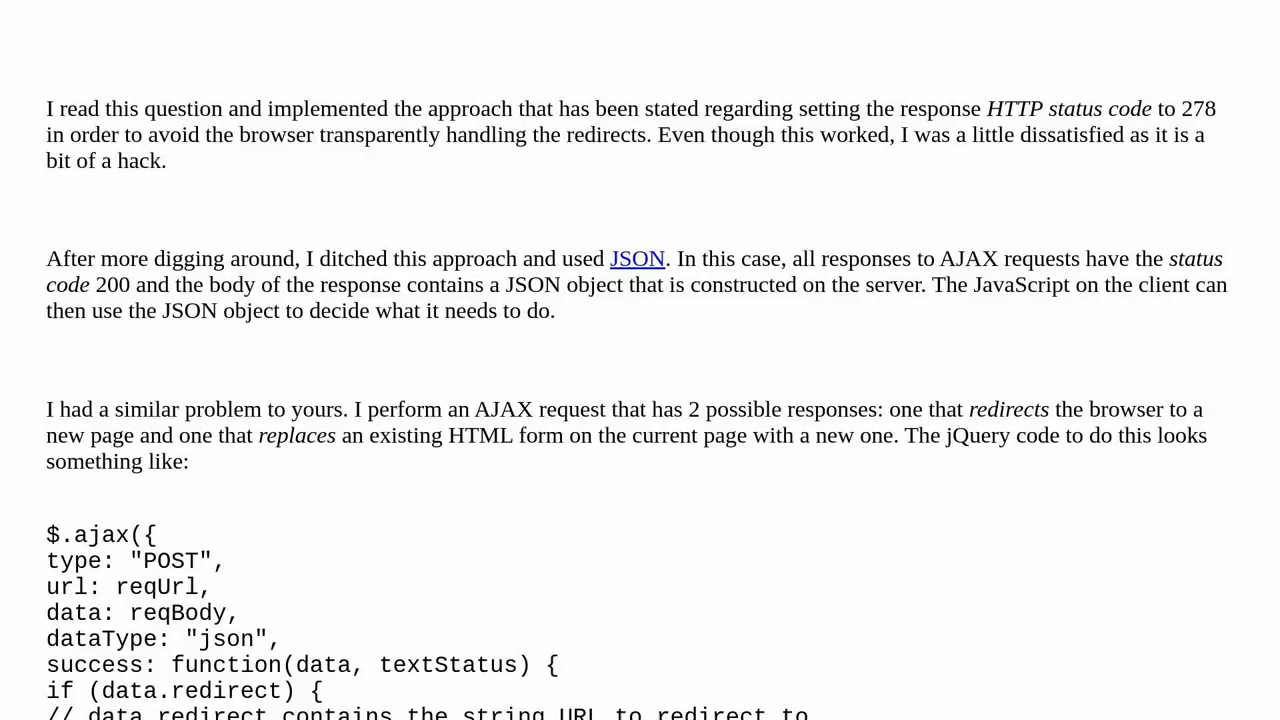 I read this question and implemented the approach that has been stated regarding setting the response HTTP status code to 278
in order to avoid the browser transparently handling the redirects. Even though this worked, I was a little dissatisfied as it is a
bit of a hack.
After more digging around, I ditched this approach and used JSON. In this case, all responses to AJAX requests have the status
code 200 and the body of the response contains a JSON object that is constructed on the server. The JavaScript on the client can
then use the JSON object to decide what it needs to do.
I had a similar problem to yours. I perform an AJAX request that has 2 possible responses: one that redirects the browser to a
new page and one that replaces an existing HTML form on the current page with a new one. The jQuery code to do this looks
something like:
$.ajax({
type: "POST",
url: reqUrl,
data: reqBody,
dataType: "json",
success: function(data, textStatus) {
if (data.redirect) {
// data.redirect contains the string URL to redirect to